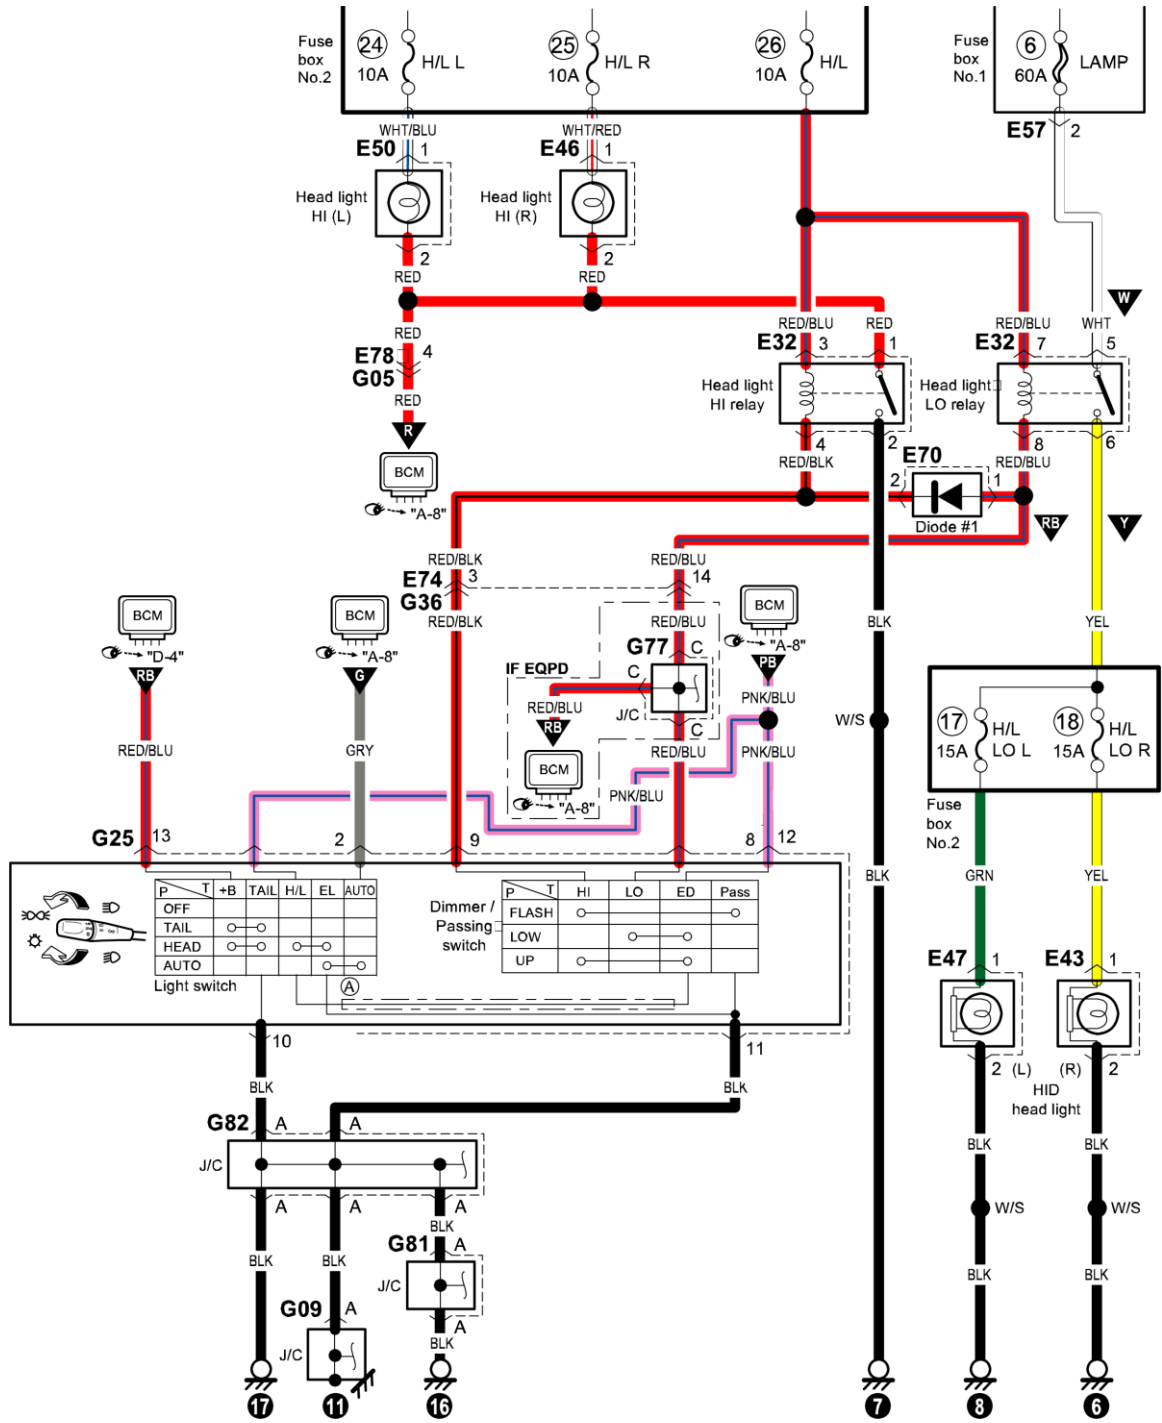 Fuse box No.2
24 10A H/L L
25 10A H/L R
26 10A H/L
Fuse box No.1
6 60A LAMP
WHT/BLU WHT/RED
E50 1 E46 1 E57 2
Head light HI (L)
Head light HI (R)
2 2
RED RED
W
RED RED/BLU RED RED/BLU WHT
E78 4 E32 3 1 E32 7 5
G05
Head light HI relay
Head light LO relay
RED
R
4 2 8 6
BCM
RED/BLK RED/BLU
E70
2 1
"A-8"
Diode #1
RB Y
RED/BLK RED/BLU
E74 3 14
G36
BCM BCM BCM
RED/BLK RED/BLU
BLK YEL
"D-4" "A-8" "A-8"
G77 C
RB G IF EQPD C PB
RED/BLU PNK/BLU
RB J/C
C
W/S
RED/BLU GRY RED/BLU PNK/BLU
17 15A H/L LO L
18 15A H/L LO R
BCM
PNK/BLU
"A-8"
Fuse box No.2
G25 13 2 9 8 12
BLK GRN YEL
P T +B TAIL H/L EL AUTO
OFF
TAIL
HEAD
AUTO
Light switch
A
Dimmer / Passing switch
P T HI LO ED Pass
FLASH
LOW
UP
E47 1 E43 1
10 11
2 (L) (R) 2
HID head light
BLK BLK
G82 A A
J/C
BLK BLK
A A A
BLK
W/S W/S
G81 A
BLK BLK
J/C
BLK BLK
G09 A A
J/C
BLK
17 11 16 7 8 6